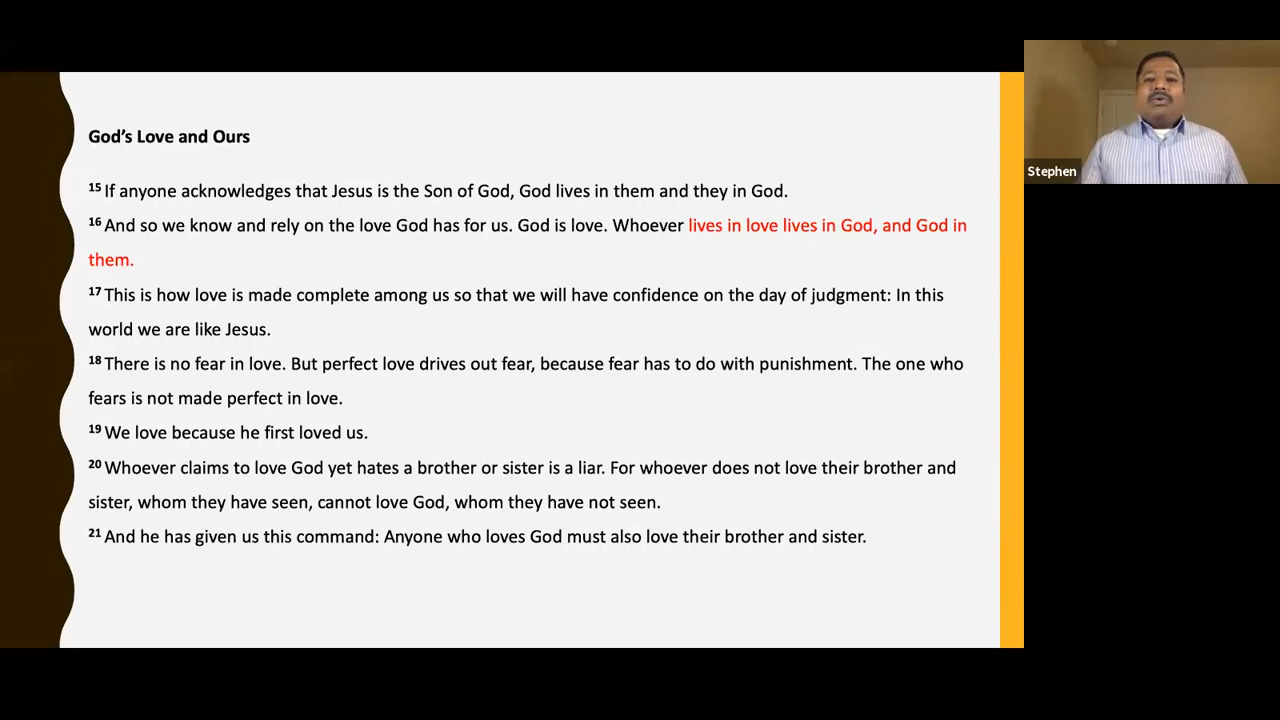 God’s Love and Ours
15 If anyone acknowledges that Jesus is the Son of God, God lives in them and they in God.
16 And so we know and rely on the love God has for us. God is love. Whoever lives in love lives in God, and God in
them.
17 This is how love is made complete among us so that we will have confidence on the day of judgment: In this
world we are like Jesus.
18 There is no fear in love. But perfect love drives out fear, because fear has to do with punishment. The one who
fears is not made perfect in love.
19 We love because he first loved us.
20 Whoever claims to love God yet hates a brother or sister is a liar. For whoever does not love their brother and
sister, whom they have seen, cannot love God, whom they have not seen.
21 And he has given us this command: Anyone who loves God must also love their brother and sister.
Stephen